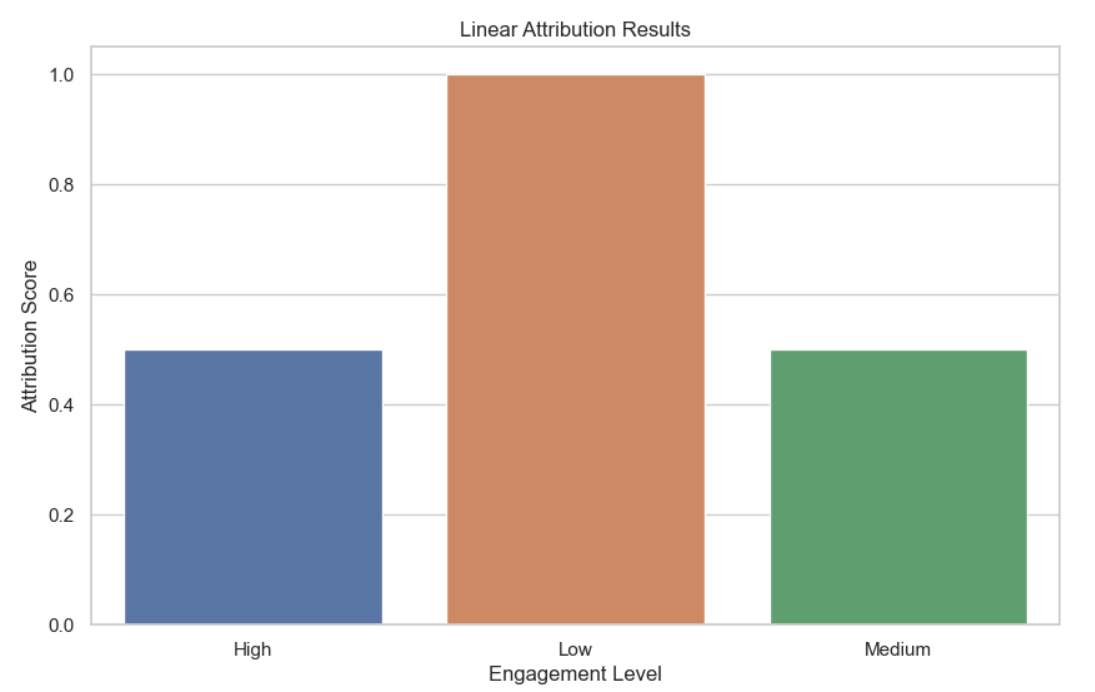 Linear Attribution Results
1.0
0.8
0.6
0.4
0.2
0.0
Attribution Score
High
Low
Medium
Engagement Level